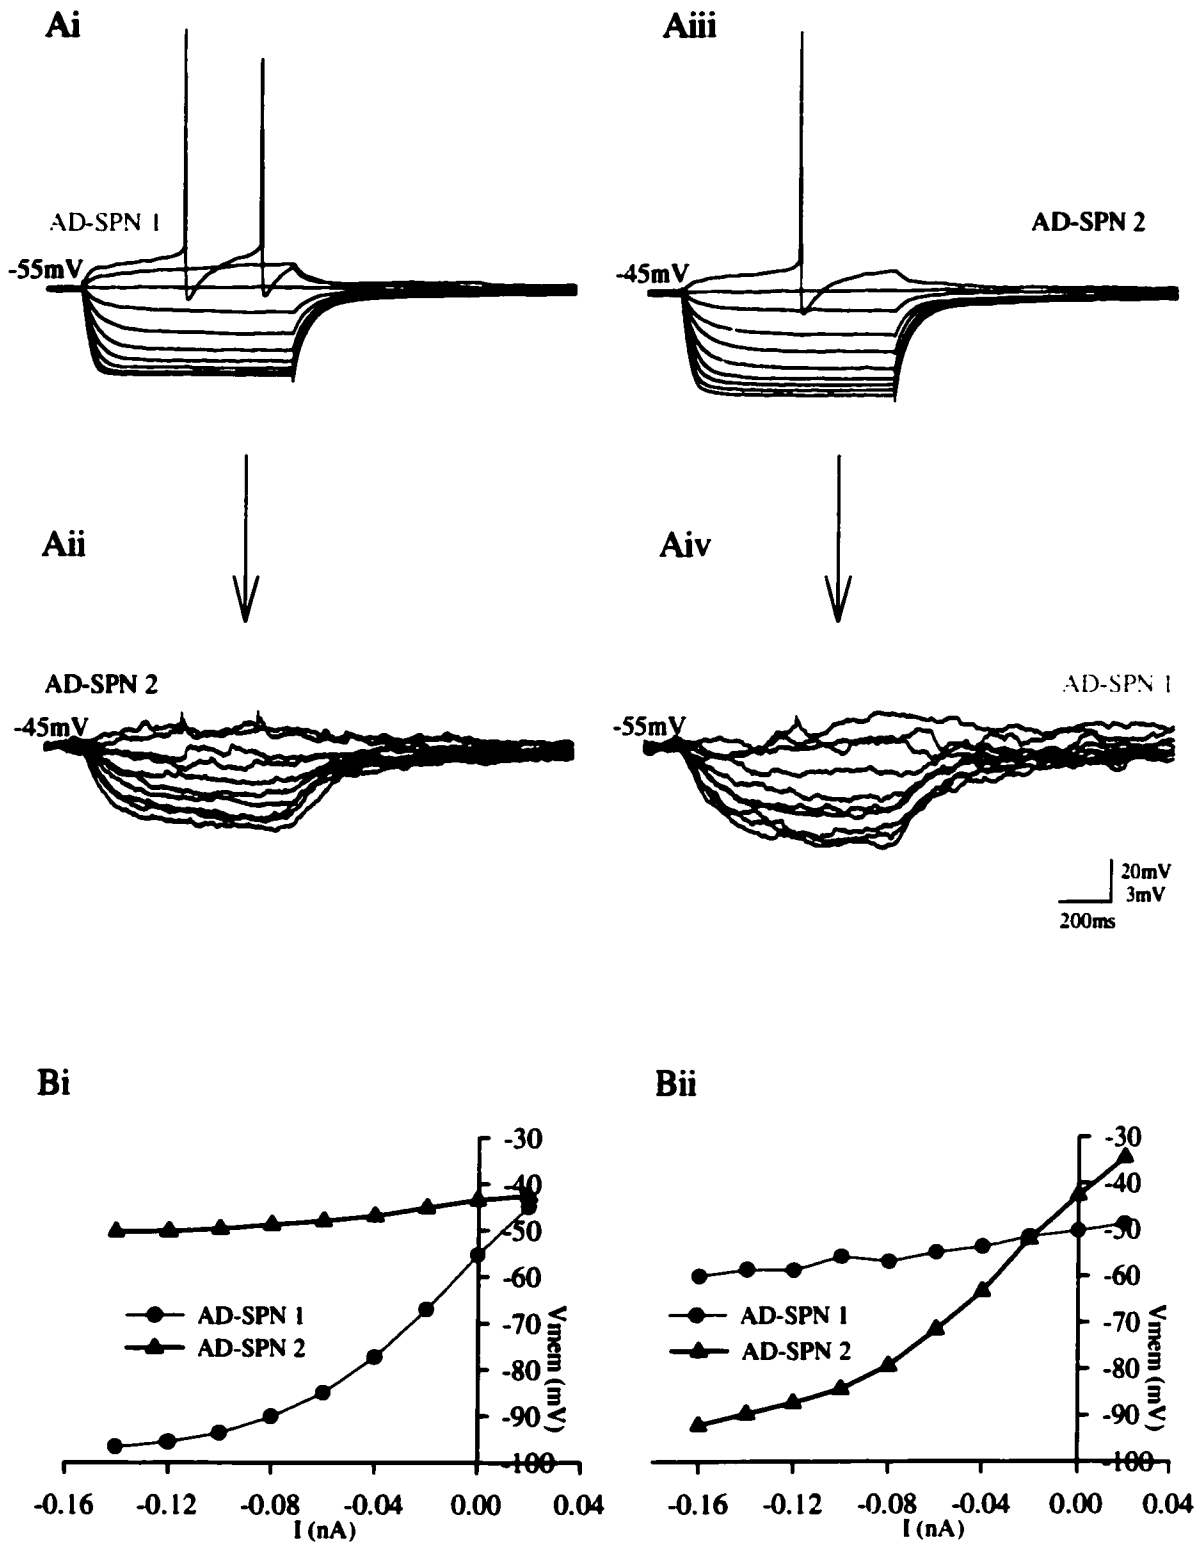 Ai
Aiii
AD-SPN 1
AD-SPN 2
-55mV
-45mV
Aii
Aiv
AD-SPN 2
AD-SPN 1
-45mV
-55mV
20mV
3mV
200ms
Bi
Bii
-30
-40
-50
-60
-70
-80
-90
-100
Vmem (mV)
AD-SPN 1
AD-SPN 2
-0.16 -0.12 -0.08 -0.04 0.00 0.04
I (nA)
-30
-40
-50
-60
-70
-80
-90
-100
Vmem (mV)
AD-SPN 1
AD-SPN 2
-0.16 -0.12 -0.08 -0.04 0.00 0.04
I (nA)